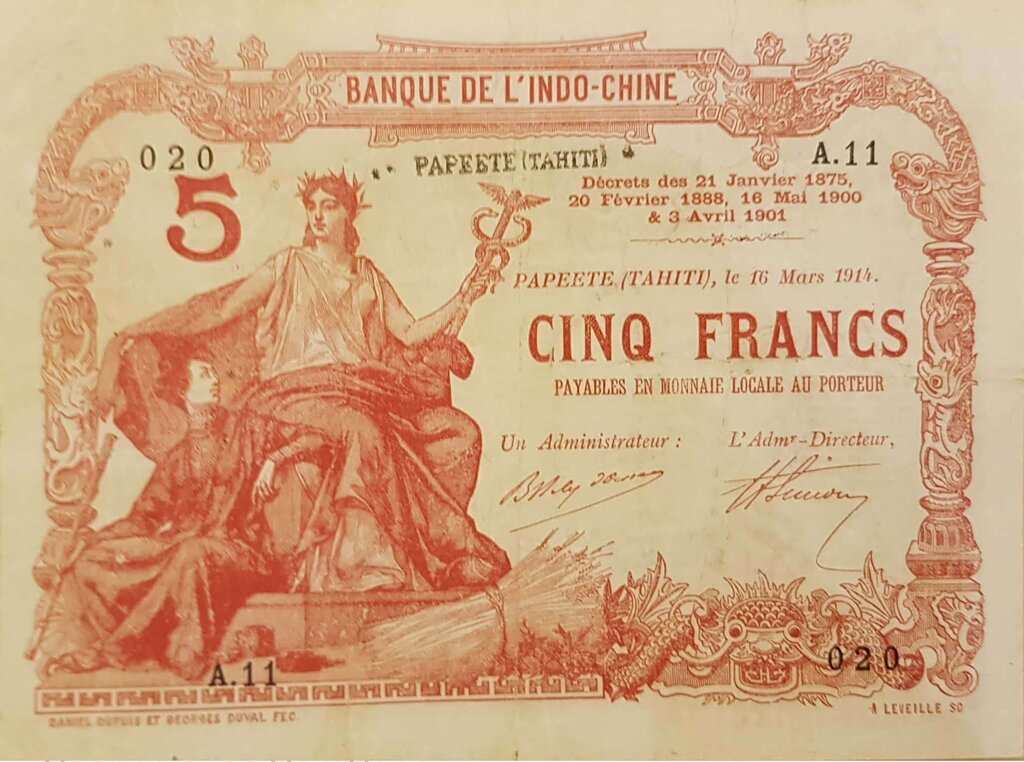 BANQUE DE L'INDO-CHINE
020
PAPEETE (TAHITI)
A.11
5
Décrets des 21 Janvier 1875,
20 Février 1888, 16 Mai 1900
& 3 Avril 1901
PAPEETE (TAHITI), le 16 Mars 1914.
CINQ FRANCS
PAYABLES EN MONNAIE LOCALE AU PORTEUR
Un Administrateur :
L'Admr-Directeur,
A.11
020
DANIEL DUPUIS ET GEORGES DUVAL FEC.
A LEVEILLE SC